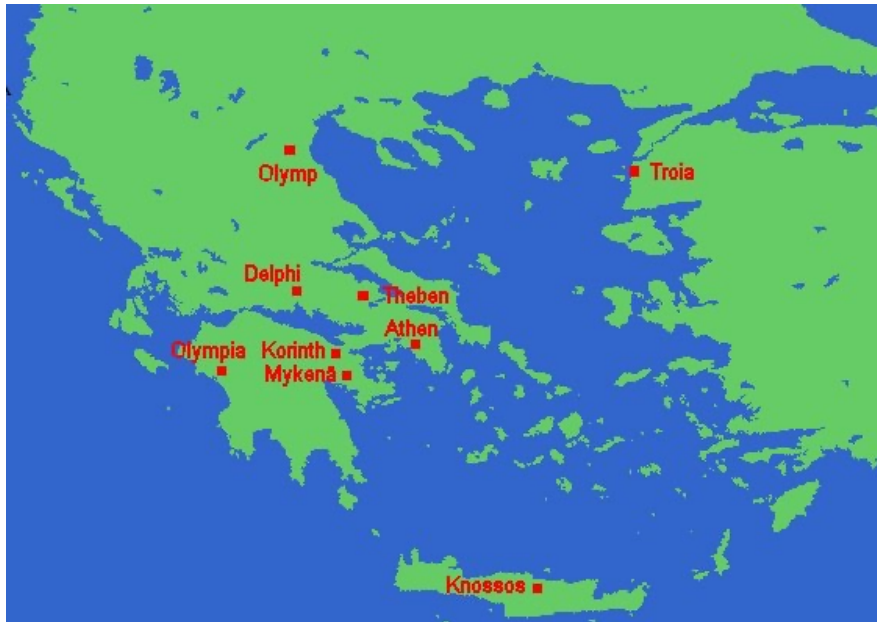 Olymp
Troia
Delphi
Theben
Athen
Olympia
Korinth
Mykenä
Knossos